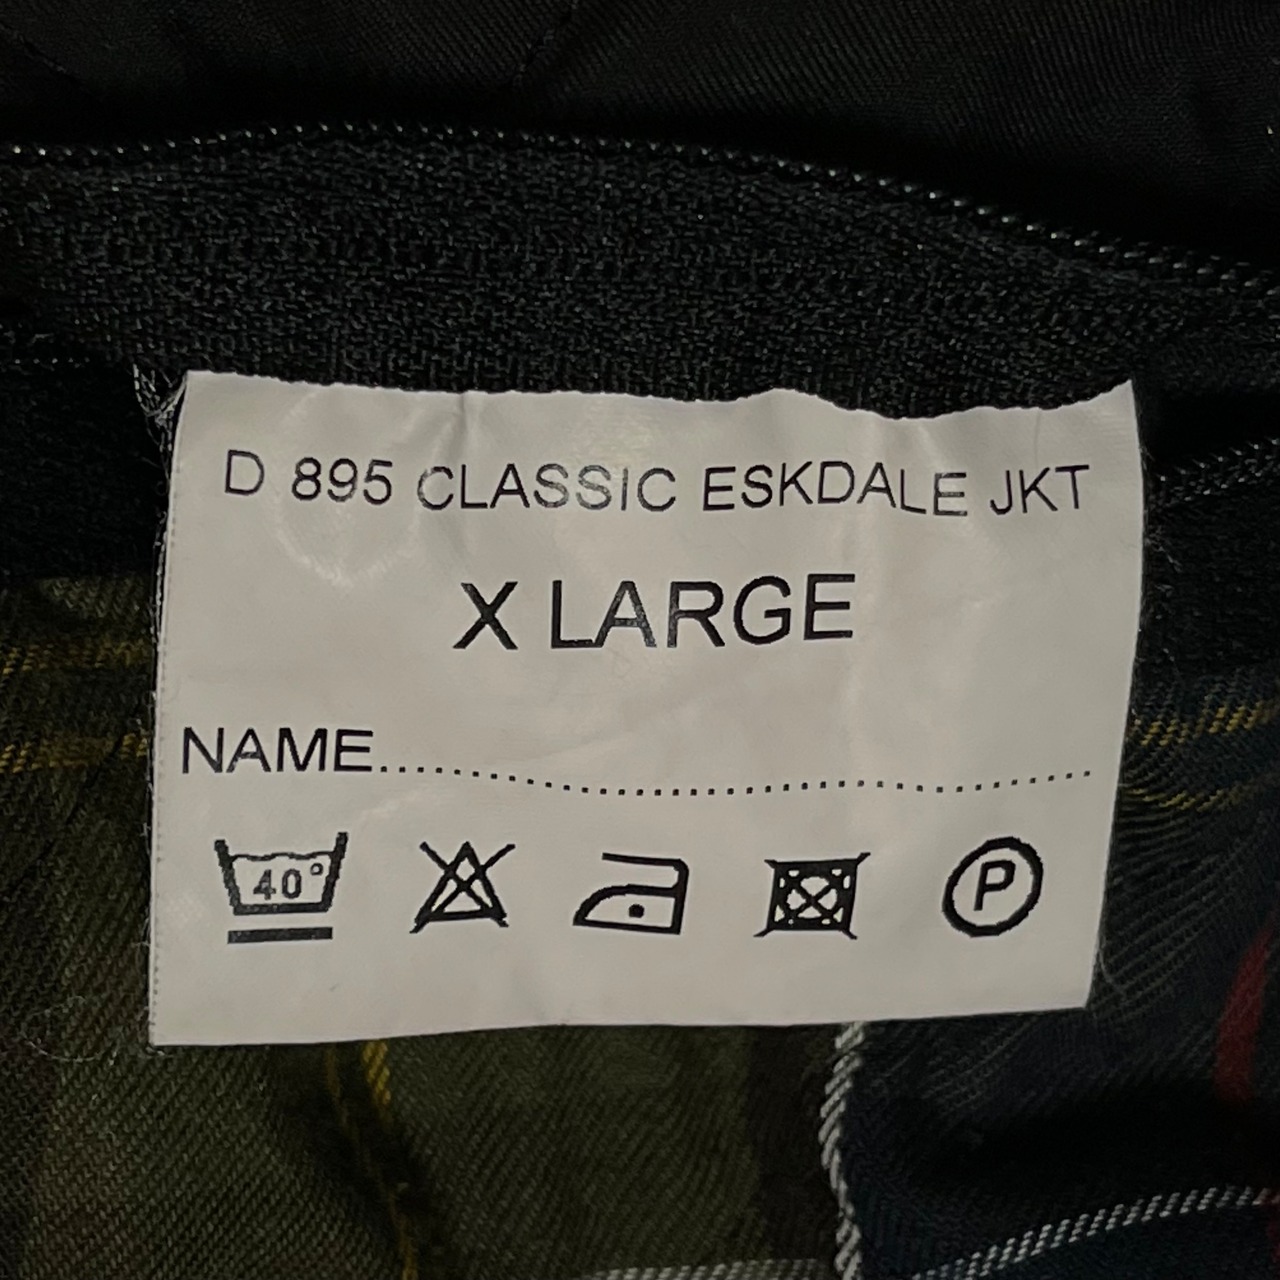 D 895 CLASSIC ESKDALE JKT
X LARGE
NAME................................................
40°
P